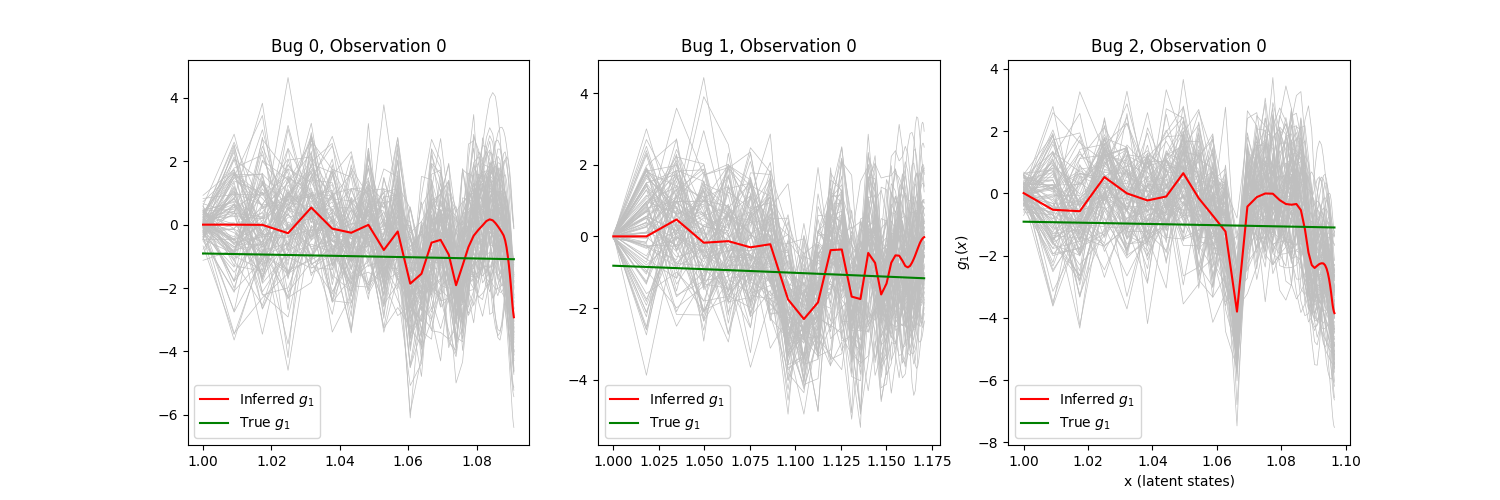 Bug 0, Observation 0
4
2
0
−2
−4
−6
1.00 1.02 1.04 1.06 1.08
Inferred g₁
True g₁
Bug 1, Observation 0
4
2
0
−2
−4
1.000 1.025 1.050 1.075 1.100 1.125 1.150 1.175
Inferred g₁
True g₁
Bug 2, Observation 0
g₁(x)
4
2
0
−2
−4
−6
−8
1.00 1.02 1.04 1.06 1.08 1.10
x (latent states)
Inferred g₁
True g₁